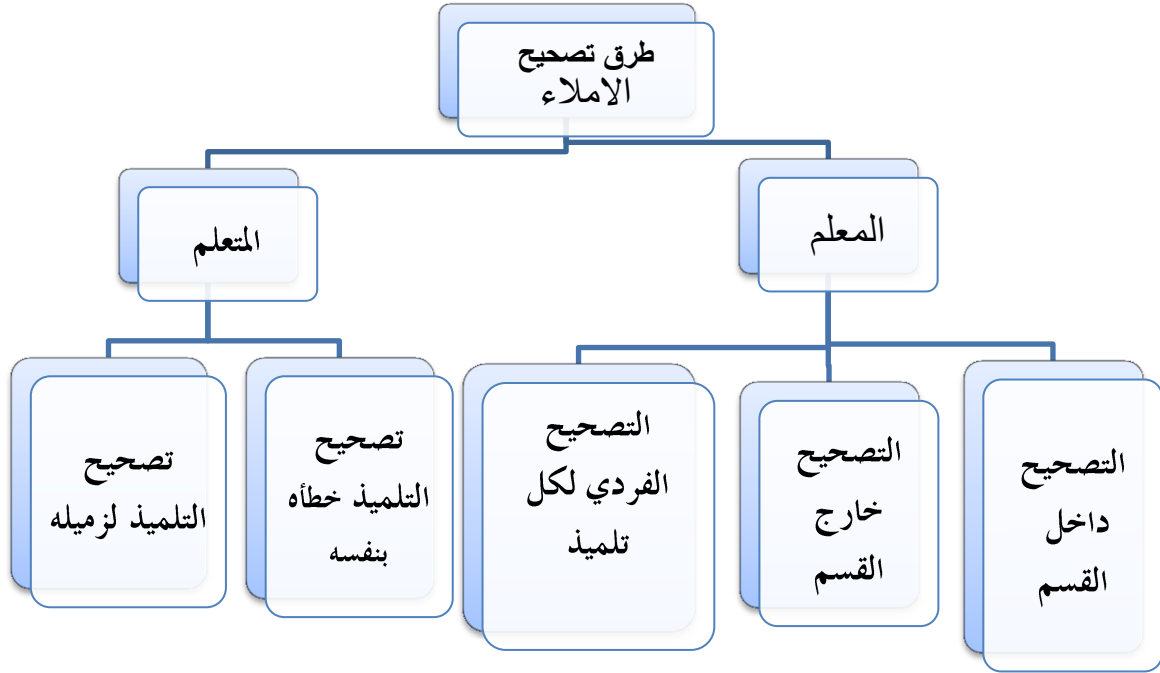 طرق تصحيح
الاملاء
المعلم
المتعلم
التصحيح
داخل
القسم
التصحيح
خارج
القسم
التصحيح
الفردي لكل
تلميذ
تصحيح
التلميذ خطأه
بنفسه
تصحيح
التلميذ لزميله